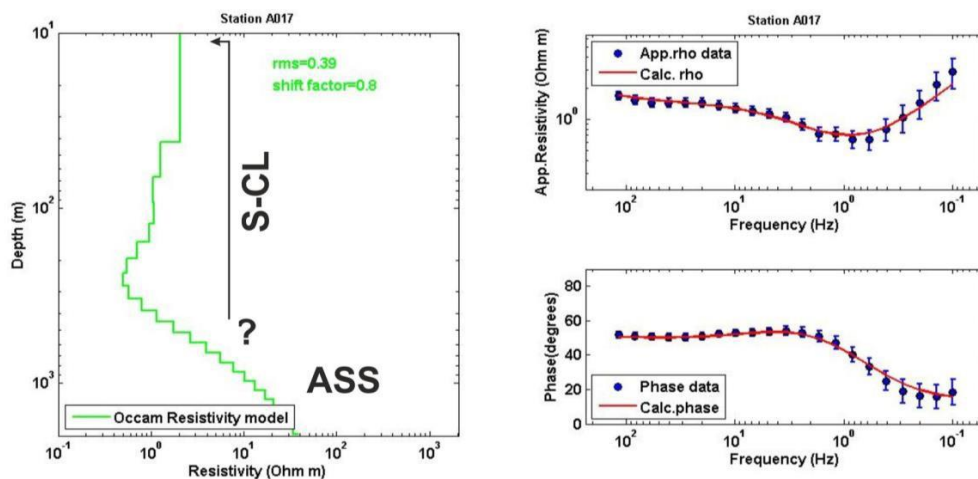 Station A017
10^1
10^2
10^3
Depth (m)
rms=0.39
shift factor=0.8
S-CL
?
ASS
Occam Resistivity model
10^-1 10^0 10^1 10^2 10^3
Resistivity (Ohm m)
Station A017
App.Resistivity (Ohm m)
10^0
App.rho data
Calc. rho
10^2 10^1 10^0 10^-1
Frequency (Hz)
Phase(degrees)
80
60
40
20
0
Phase data
Calc.phase
10^2 10^1 10^0 10^-1
Frequency (Hz)